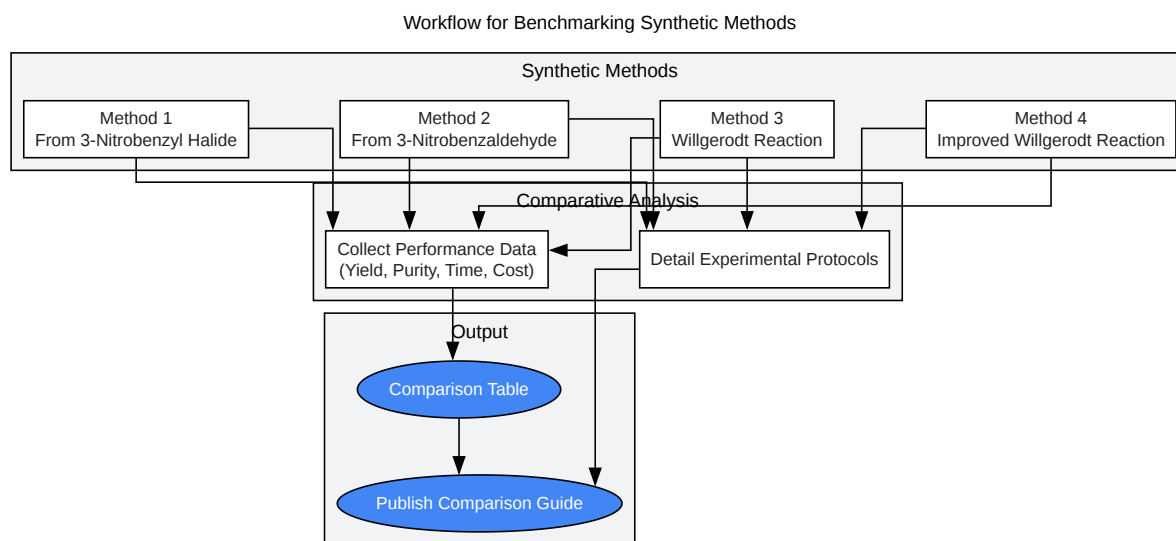 Workflow for Benchmarking Synthetic Methods
Synthetic Methods
Method 1
From 3-Nitrobenzyl Halide
Method 2
From 3-Nitrobenzaldehyde
Method 3
Willgerodt Reaction
Method 4
Improved Willgerodt Reaction
Comparative Analysis
Collect Performance Data
(Yield, Purity, Time, Cost)
Detail Experimental Protocols
Output
Comparison Table
Publish Comparison Guide